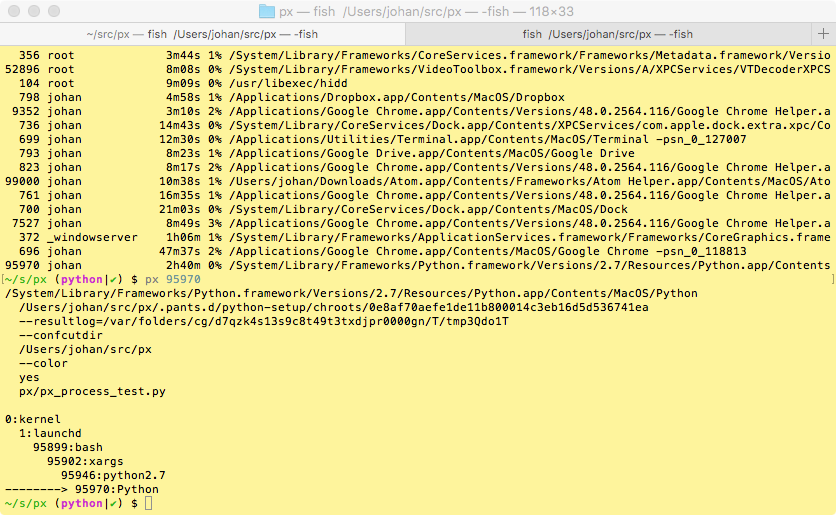 px — fish  /Users/johan/src/px — -fish — 118×33
~/src/px — fish  /Users/johan/src/px — -fish
fish  /Users/johan/src/px — -fish
+
  356 root             3m44s 1% /System/Library/Frameworks/CoreServices.framework/Frameworks/Metadata.framework/Versio
52896 root             8m08s 0% /System/Library/Frameworks/VideoToolbox.framework/Versions/A/XPCServices/VTDecoderXPCS
  104 root             9m09s 0% /usr/libexec/hidd
  798 johan            4m58s 1% /Applications/Dropbox.app/Contents/MacOS/Dropbox
 9352 johan            3m10s 2% /Applications/Google Chrome.app/Contents/Versions/48.0.2564.116/Google Chrome Helper.a
  736 johan           14m43s 0% /System/Library/CoreServices/Dock.app/Contents/XPCServices/com.apple.dock.extra.xpc/Co
  699 johan           12m30s 0% /Applications/Utilities/Terminal.app/Contents/MacOS/Terminal -psn_0_127007
  793 johan            8m23s 1% /Applications/Google Drive.app/Contents/MacOS/Google Drive
  823 johan            8m17s 2% /Applications/Google Chrome.app/Contents/Versions/48.0.2564.116/Google Chrome Helper.a
99000 johan           10m38s 1% /Users/johan/Downloads/Atom.app/Contents/Frameworks/Atom Helper.app/Contents/MacOS/Ato
  761 johan           16m35s 1% /Applications/Google Chrome.app/Contents/Versions/48.0.2564.116/Google Chrome Helper.a
  700 johan           21m03s 0% /System/Library/CoreServices/Dock.app/Contents/MacOS/Dock
 7527 johan            8m49s 3% /Applications/Google Chrome.app/Contents/Versions/48.0.2564.116/Google Chrome Helper.a
  372 _windowserver    1h06m 1% /System/Library/Frameworks/ApplicationServices.framework/Frameworks/CoreGraphics.frame
  696 johan           47m37s 2% /Applications/Google Chrome.app/Contents/MacOS/Google Chrome -psn_0_118813
95970 johan            2h40m 0% /System/Library/Frameworks/Python.framework/Versions/2.7/Resources/Python.app/Contents
[~/s/px (python|✔) $ px 95970 ]
/System/Library/Frameworks/Python.framework/Versions/2.7/Resources/Python.app/Contents/MacOS/Python
  /Users/johan/src/px/.pants.d/python-setup/chroots/0e8af70aefe1de11b800014c3eb16d5d536741ea
  --resultlog=/var/folders/cg/d7qzk4s13s9c8t49t3txdjpr0000gn/T/tmp3Qdo1T
  --confcutdir
  /Users/johan/src/px
  --color
  yes
  px/px_process_test.py
0:kernel
  1:launchd
    95899:bash
      95902:xargs
        95946:python2.7
--------> 95970:Python
~/s/px (python|✔) $